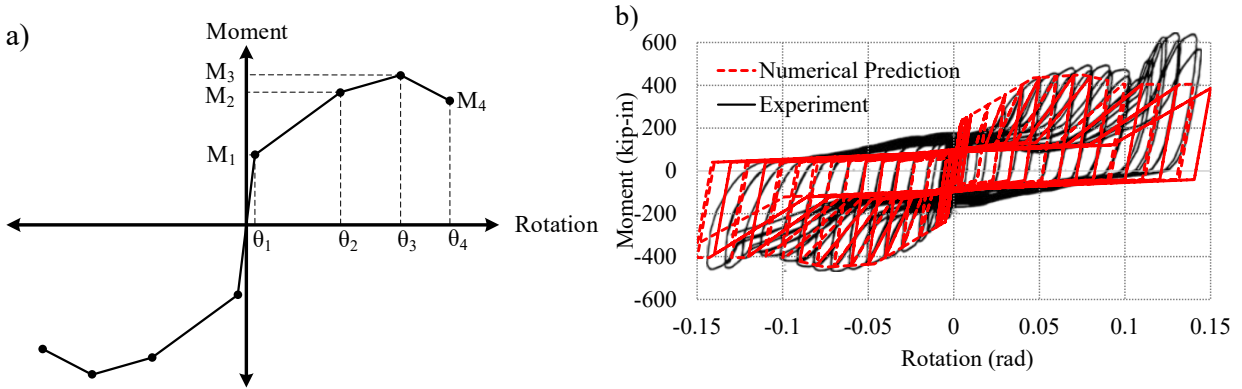 a)
Moment
M3
M2
M4
M1
Rotation
θ1
θ2
θ3
θ4
b)
Moment (kip-in)
600
400
200
0
-200
-400
-600
Numerical Prediction
Experiment
-0.15
-0.1
-0.05
0
0.05
0.1
0.15
Rotation (rad)